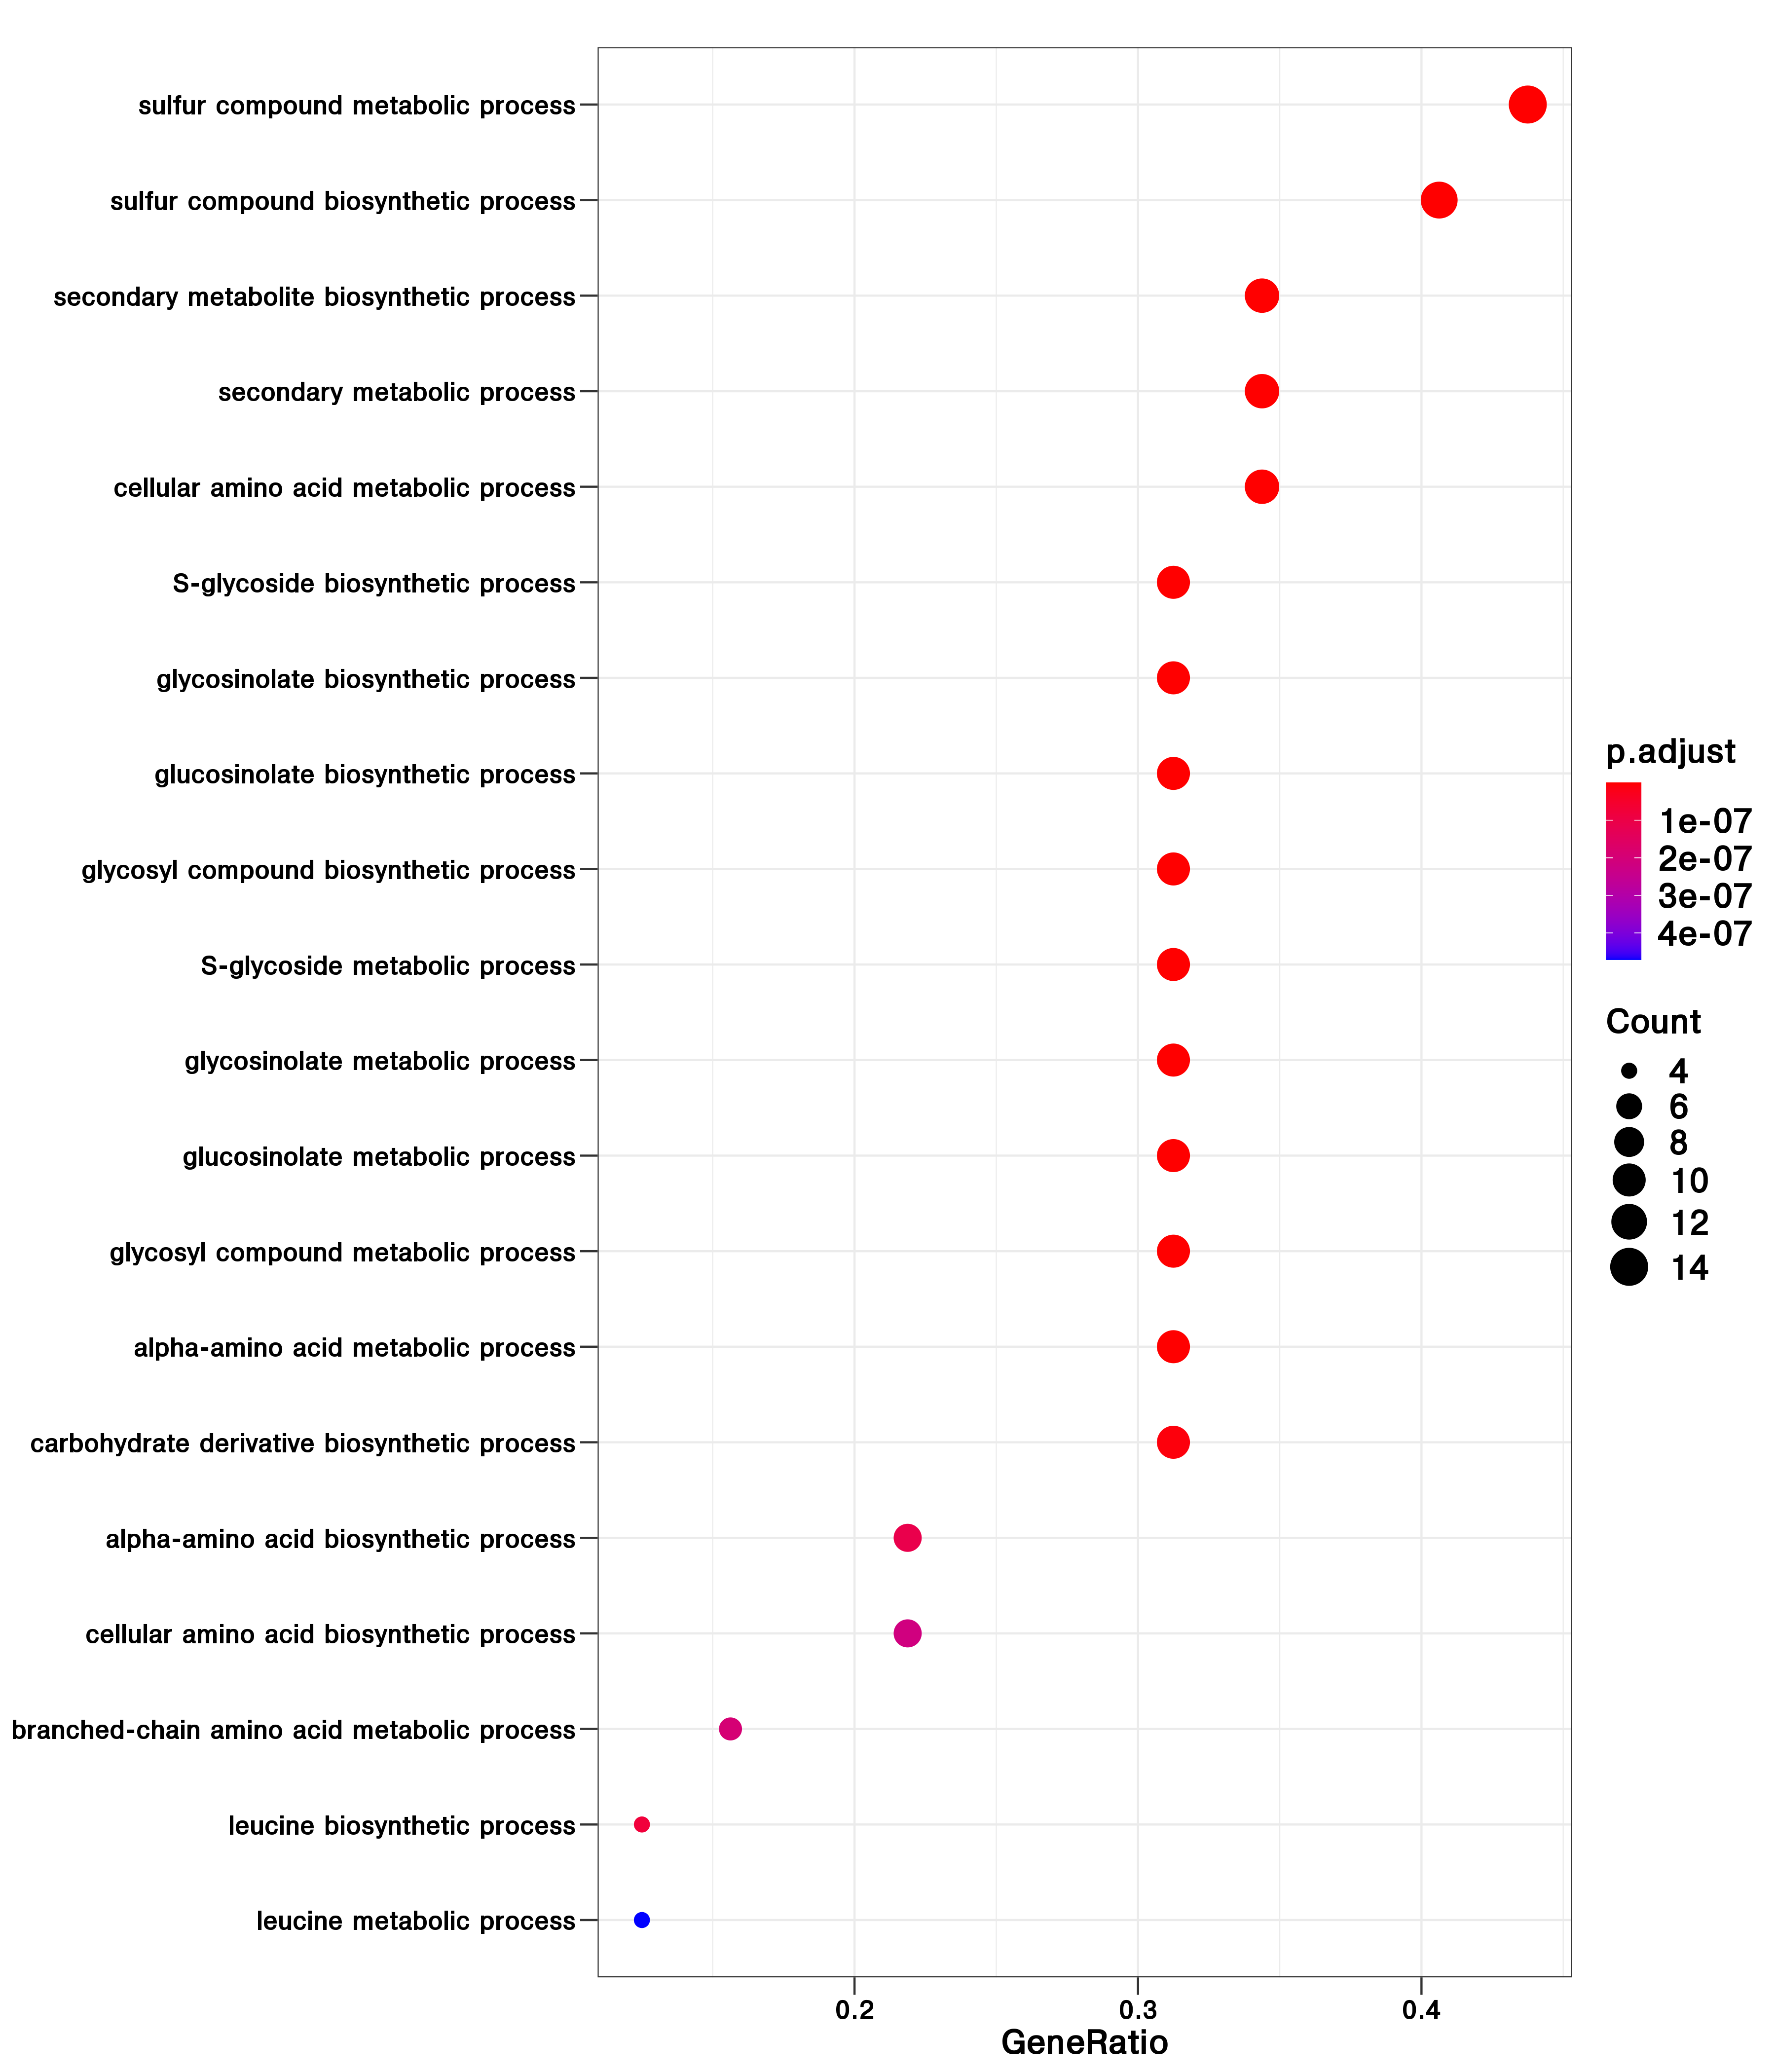 sulfur compound metabolic process
sulfur compound biosynthetic process
secondary metabolite biosynthetic process
secondary metabolic process
cellular amino acid metabolic process
S-glycoside biosynthetic process
glycosinolate biosynthetic process
glucosinolate biosynthetic process
glycosyl compound biosynthetic process
S-glycoside metabolic process
glycosinolate metabolic process
glucosinolate metabolic process
glycosyl compound metabolic process
alpha-amino acid metabolic process
carbohydrate derivative biosynthetic process
alpha-amino acid biosynthetic process
cellular amino acid biosynthetic process
branched-chain amino acid metabolic process
leucine biosynthetic process
leucine metabolic process
0.2 0.3 0.4
GeneRatio
p.adjust
1e-07
2e-07
3e-07
4e-07
Count
4
6
8
10
12
14